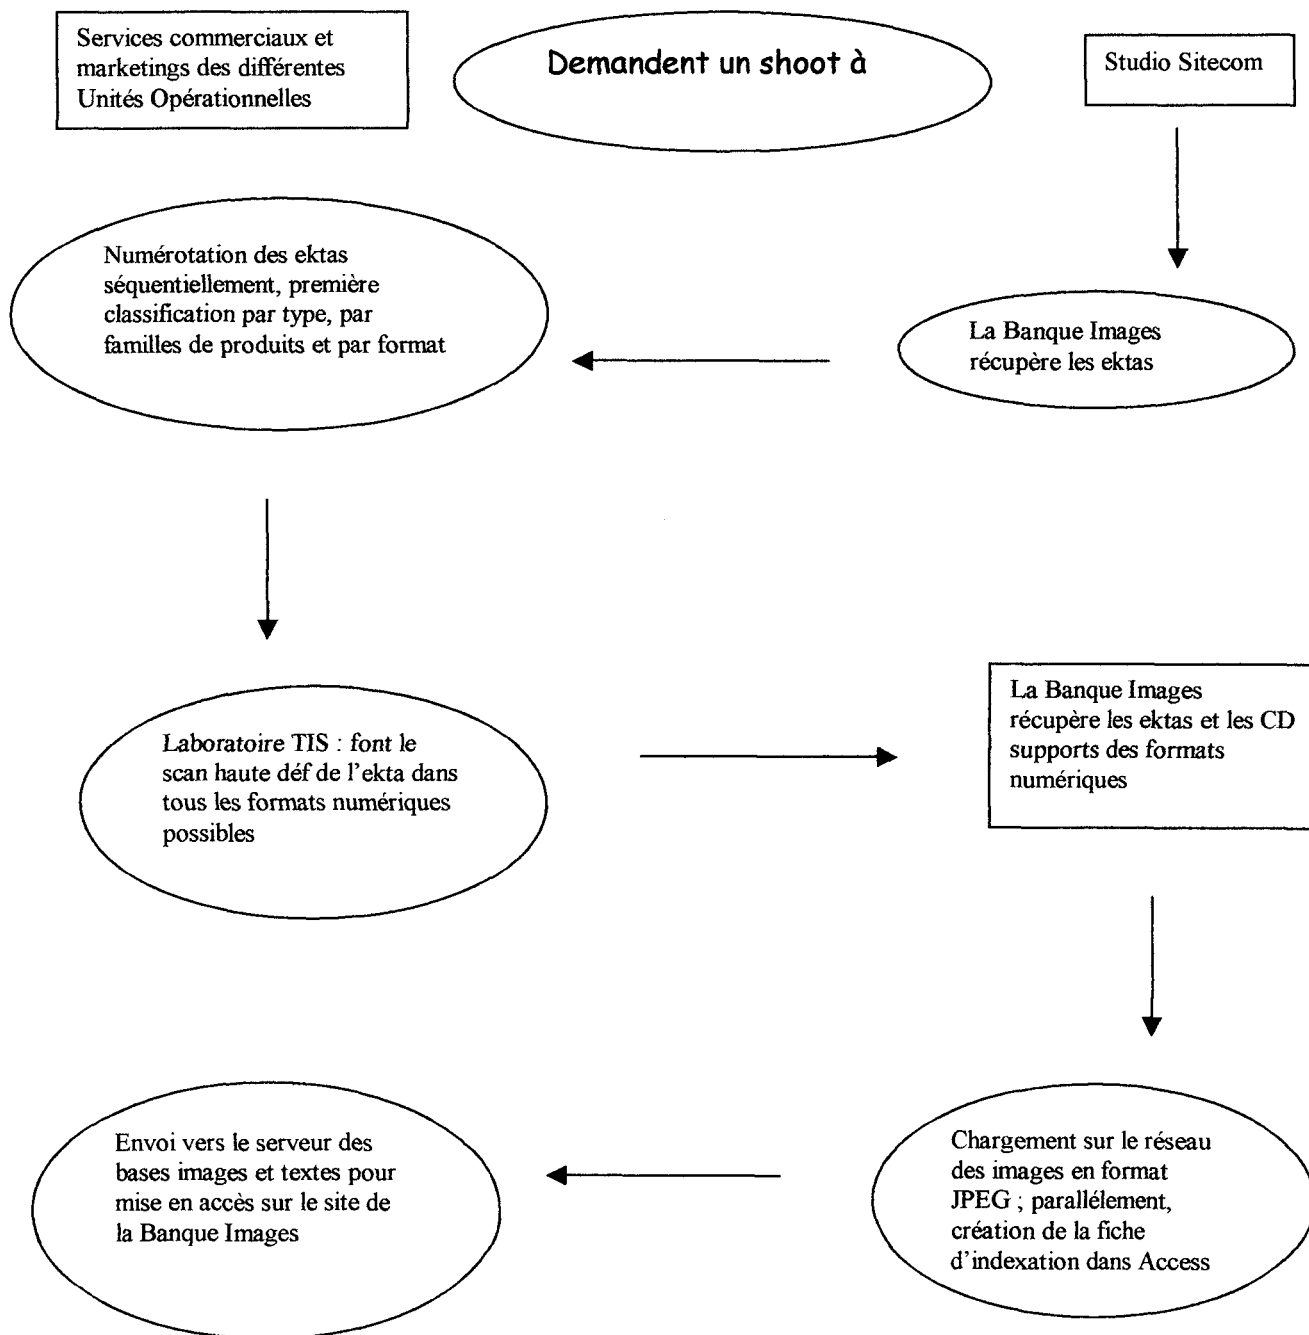 Services commerciaux et
marketings des différentes
Unités Opérationnelles
Demandent un shoot à
Studio Sitecom
La Banque Images
récupère les ektas
Numérotation des ektas
séquentiellement, première
classification par type, par
familles de produits et par format
Laboratoire TIS : font le
scan haute déf de l'ekta dans
tous les formats numériques
possibles
La Banque Images
récupère les ektas et les CD
supports des formats
numériques
Chargement sur le réseau
des images en format
JPEG ; parallélement,
création de la fiche
d'indexation dans Access
Envoi vers le serveur des
bases images et textes pour
mise en accès sur le site de
la Banque Images